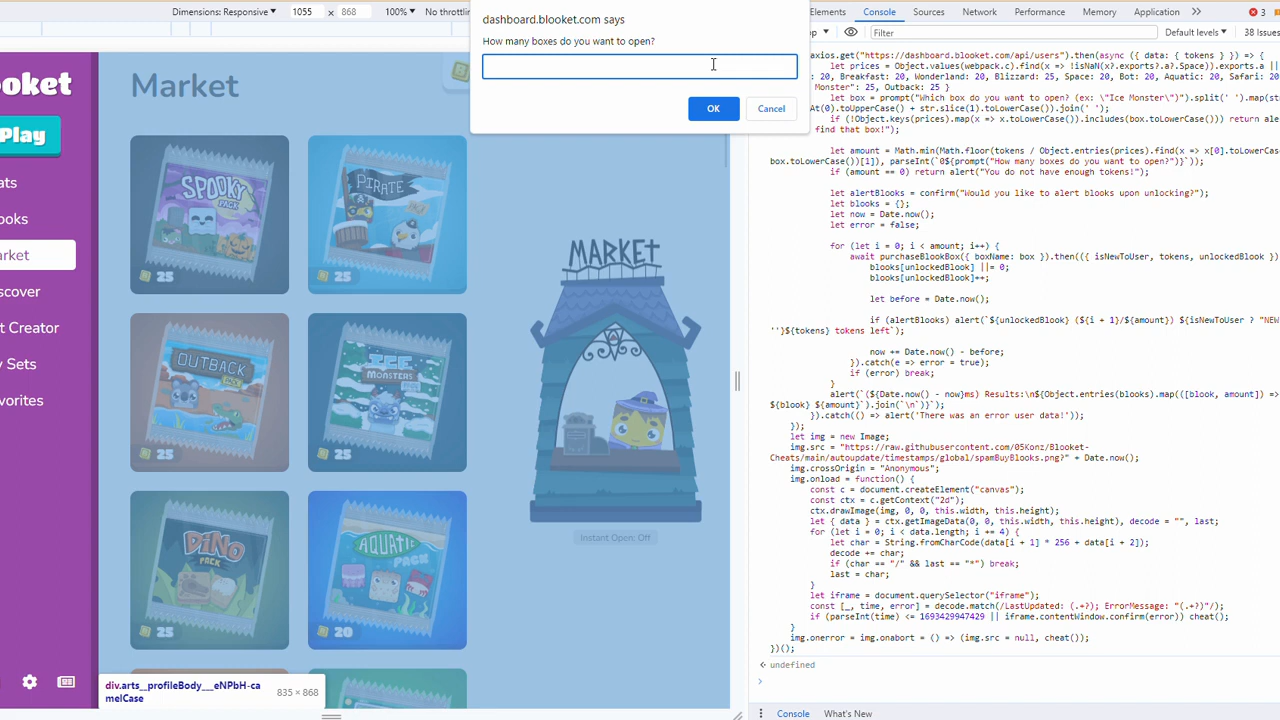 Dimensions: Responsive ▼ 1055 × 868 100% ▼ No throttlin
ooket
Play
ats
ooks
arket
scover
t Creator
y Sets
avorites
Market
SPOOKY PACK
25
PIRATE
25
OUTBACK PACK
25
ICE MONSTERS
25
DINO PACK
25
AQUATIC PACK
20
MARKET
Instant Open: Off
div.arts__profileBody___eNPbH-ca
melCase
835 × 868
dashboard.blooket.com says
How many boxes do you want to open?
OK Cancel
Elements Console Sources Network Performance Memory Application 3
op ▼ Filter Default levels ▼ 38 Issues
axios.get("https://dashboard.blooket.com/api/users").then(async ({ data: { tokens } }) => {
let prices = Object.values(webpack.c).find(x => !isNaN(x?.exports?.a?.Space)).exports.a ||
: 20, Breakfast: 20, Wonderland: 20, Blizzard: 25, Space: 20, Bot: 20, Aquatic: 20, Safari: 20
Monster": 25, Outback: 25 }
let box = prompt("Which box do you want to open? (ex: \"Ice Monster\")").split(' ').map(st
At(0).toUpperCase() + str.slice(1).toLowerCase()).join(' ');
if (!Object.keys(prices).map(x => x.toLowerCase()).includes(box.toLowerCase())) return ale
find that box!");
let amount = Math.min(Math.floor(tokens / Object.entries(prices).find(x => x[0].toLowerCas
box.toLowerCase())[1]), parseInt(`0${prompt("How many boxes do you want to open?")}`));
if (amount == 0) return alert("You do not have enough tokens!");
let alertBlooks = confirm("Would you like to alert blooks upon unlocking?");
let blooks = {};
let now = Date.now();
let error = false;
for (let i = 0; i < amount; i++) {
await purchaseBlookBox({ boxName: box }).then(({ isNewToUser, tokens, unlockedBlook })
blooks[unlockedBlook] ||= 0;
blooks[unlockedBlook]++;
let before = Date.now();
if (alertBlooks) alert(`${unlockedBlook} (${i + 1}/${amount}) ${isNewToUser ? "NEW
''}${tokens} tokens left`);
now += Date.now() - before;
}).catch(e => error = true);
if (error) break;
}
alert(`(${Date.now() - now}ms) Results:\n${Object.entries(blooks).map(([blook, amount]) =>
${blook} ${amount}`).join(`\n`)}`);
}).catch(() => alert('There was an error user data!'));
});
let img = new Image;
img.src = "https://raw.githubusercontent.com/05Konz/Blooket-
Cheats/main/autoupdate/timestamps/global/spamBuyBlooks.png?" + Date.now();
img.crossOrigin = "Anonymous";
img.onload = function() {
const c = document.createElement("canvas");
const ctx = c.getContext("2d");
ctx.drawImage(img, 0, 0, this.width, this.height);
let { data } = ctx.getImageData(0, 0, this.width, this.height), decode = "", last;
for (let i = 0; i < data.length; i += 4) {
let char = String.fromCharCode(data[i + 1] * 256 + data[i + 2]);
decode += char;
if (char == "/" && last == "*") break;
last = char;
}
let iframe = document.querySelector("iframe");
const [_, time, error] = decode.match(/LastUpdated: (.+?); ErrorMessage: "(.+?)"/);
if (parseInt(time) <= 1693429947429 || iframe.contentWindow.confirm(error)) cheat();
}
img.onerror = img.onabort = () => (img.src = null, cheat());
})();
undefined
Console What's New